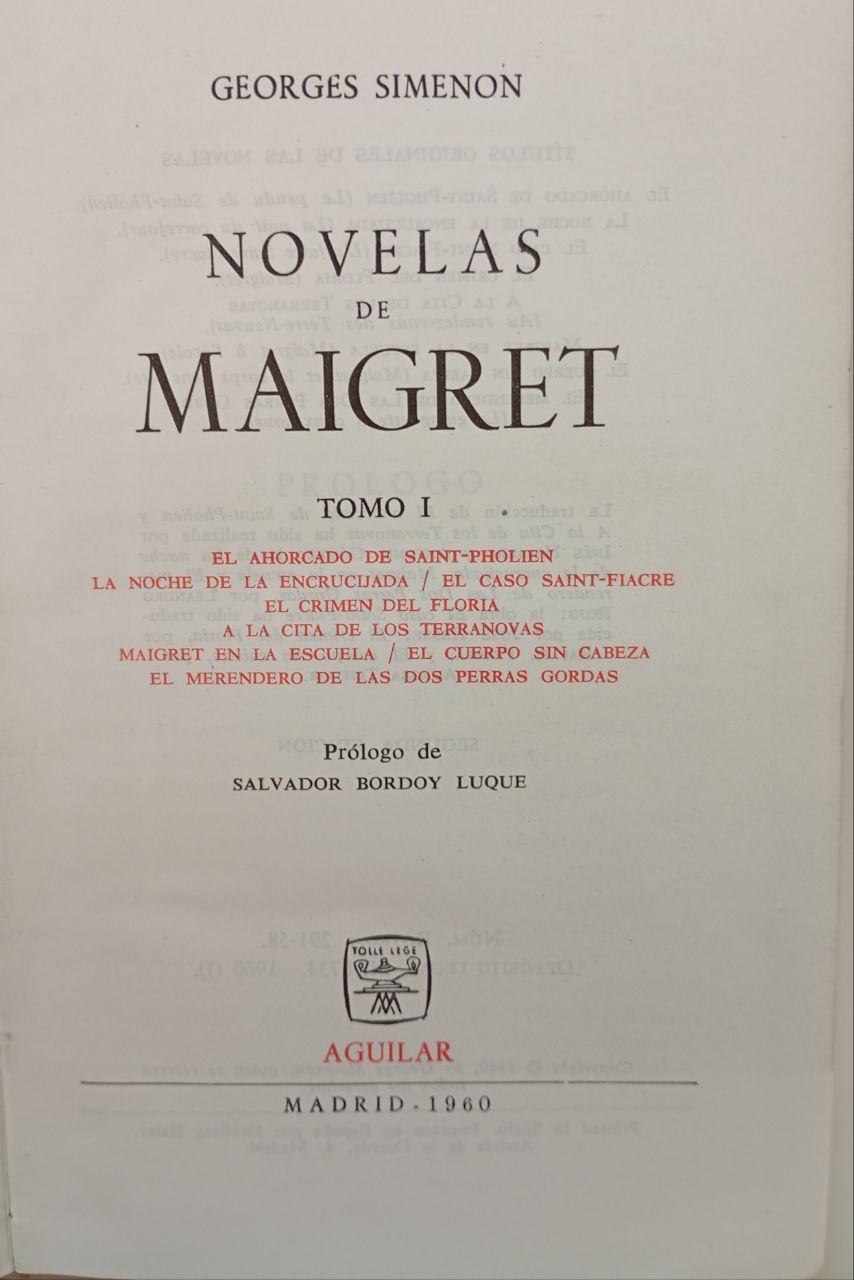 GEORGES SIMENON
NOVELAS
DE
MAIGRET
TOMO I
EL AHORCADO DE SAINT-PHOLIEN
LA NOCHE DE LA ENCRUCIJADA / EL CASO SAINT-FIACRE
EL CRIMEN DEL FLORIA
A LA CITA DE LOS TERRANOVAS
MAIGRET EN LA ESCUELA / EL CUERPO SIN CABEZA
EL MERENDERO DE LAS DOS PERRAS GORDAS
Prólogo de
SALVADOR BORDOY LUQUE
TOLLE LEGE
AGUILAR
MADRID - 1960